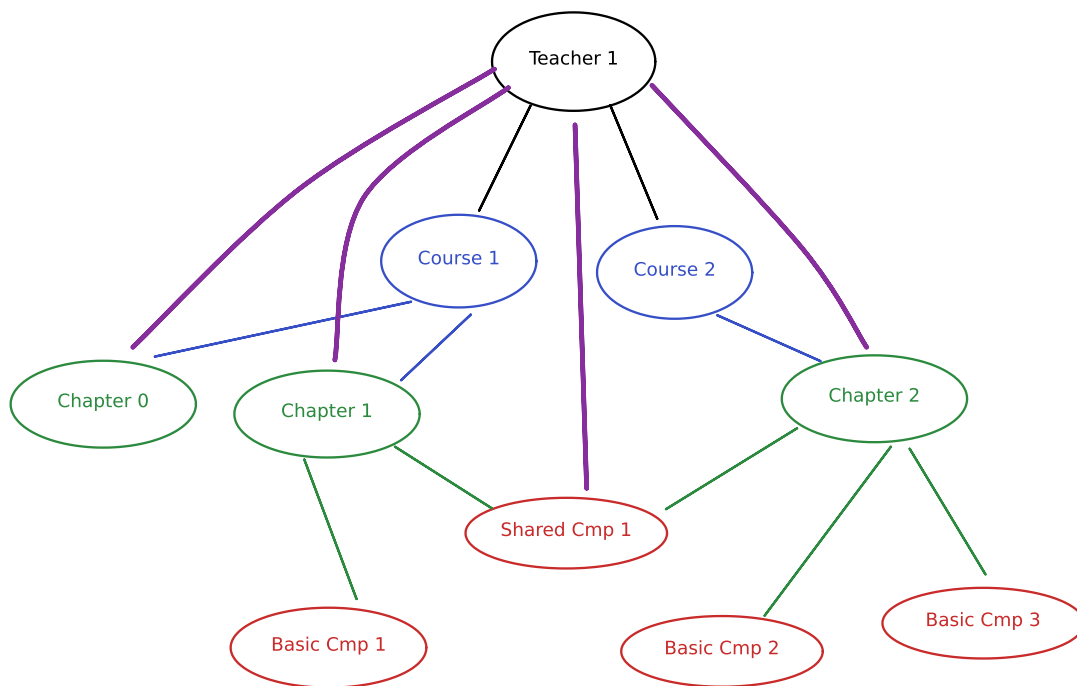 Teacher 1
Course 1
Course 2
Chapter 0
Chapter 1
Chapter 2
Shared Cmp 1
Basic Cmp 1
Basic Cmp 2
Basic Cmp 3